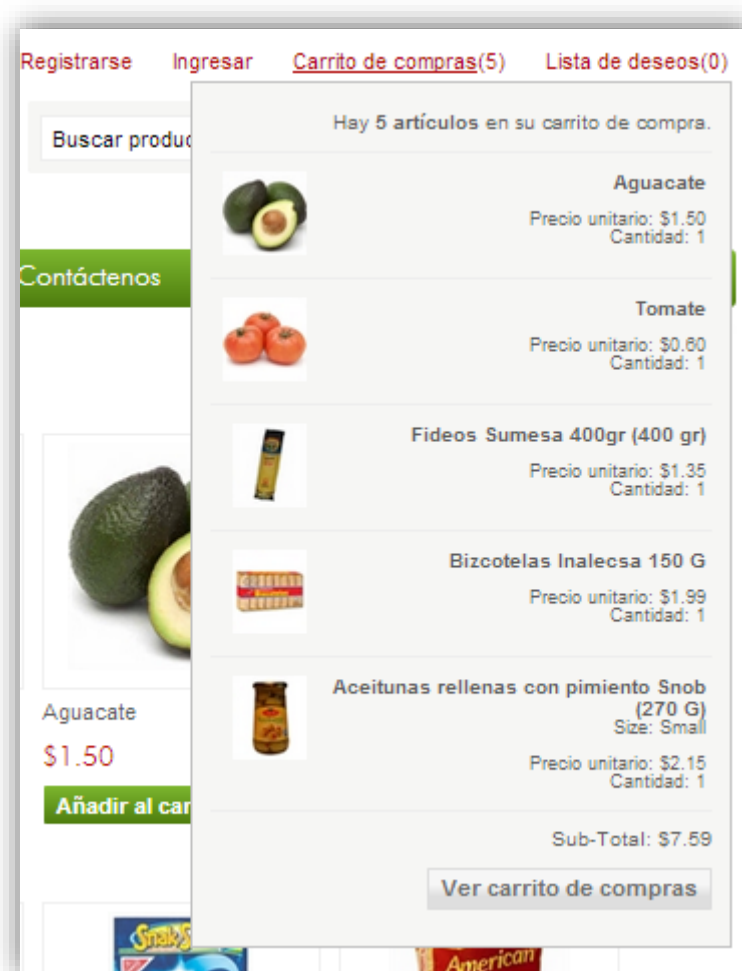 Registrarse Ingresar Carrito de compras(5) Lista de deseos(0)
Buscar produc
Hay 5 artículos en su carrito de compra.
Aguacate
Precio unitario: $1.50
Cantidad: 1
Contáctenos
Tomate
Precio unitario: $0.60
Cantidad: 1
Fideos Sumesa 400gr (400 gr)
Precio unitario: $1.35
Cantidad: 1
Bizcotelas Inalecsa 150 G
Precio unitario: $1.99
Cantidad: 1
Aceitunas rellenas con pimiento Snob
(270 G)
Size: Small
Precio unitario: $2.15
Cantidad: 1
Aguacate
$1.50
Añadir al car
Sub-Total: $7.59
Ver carrito de compras
American